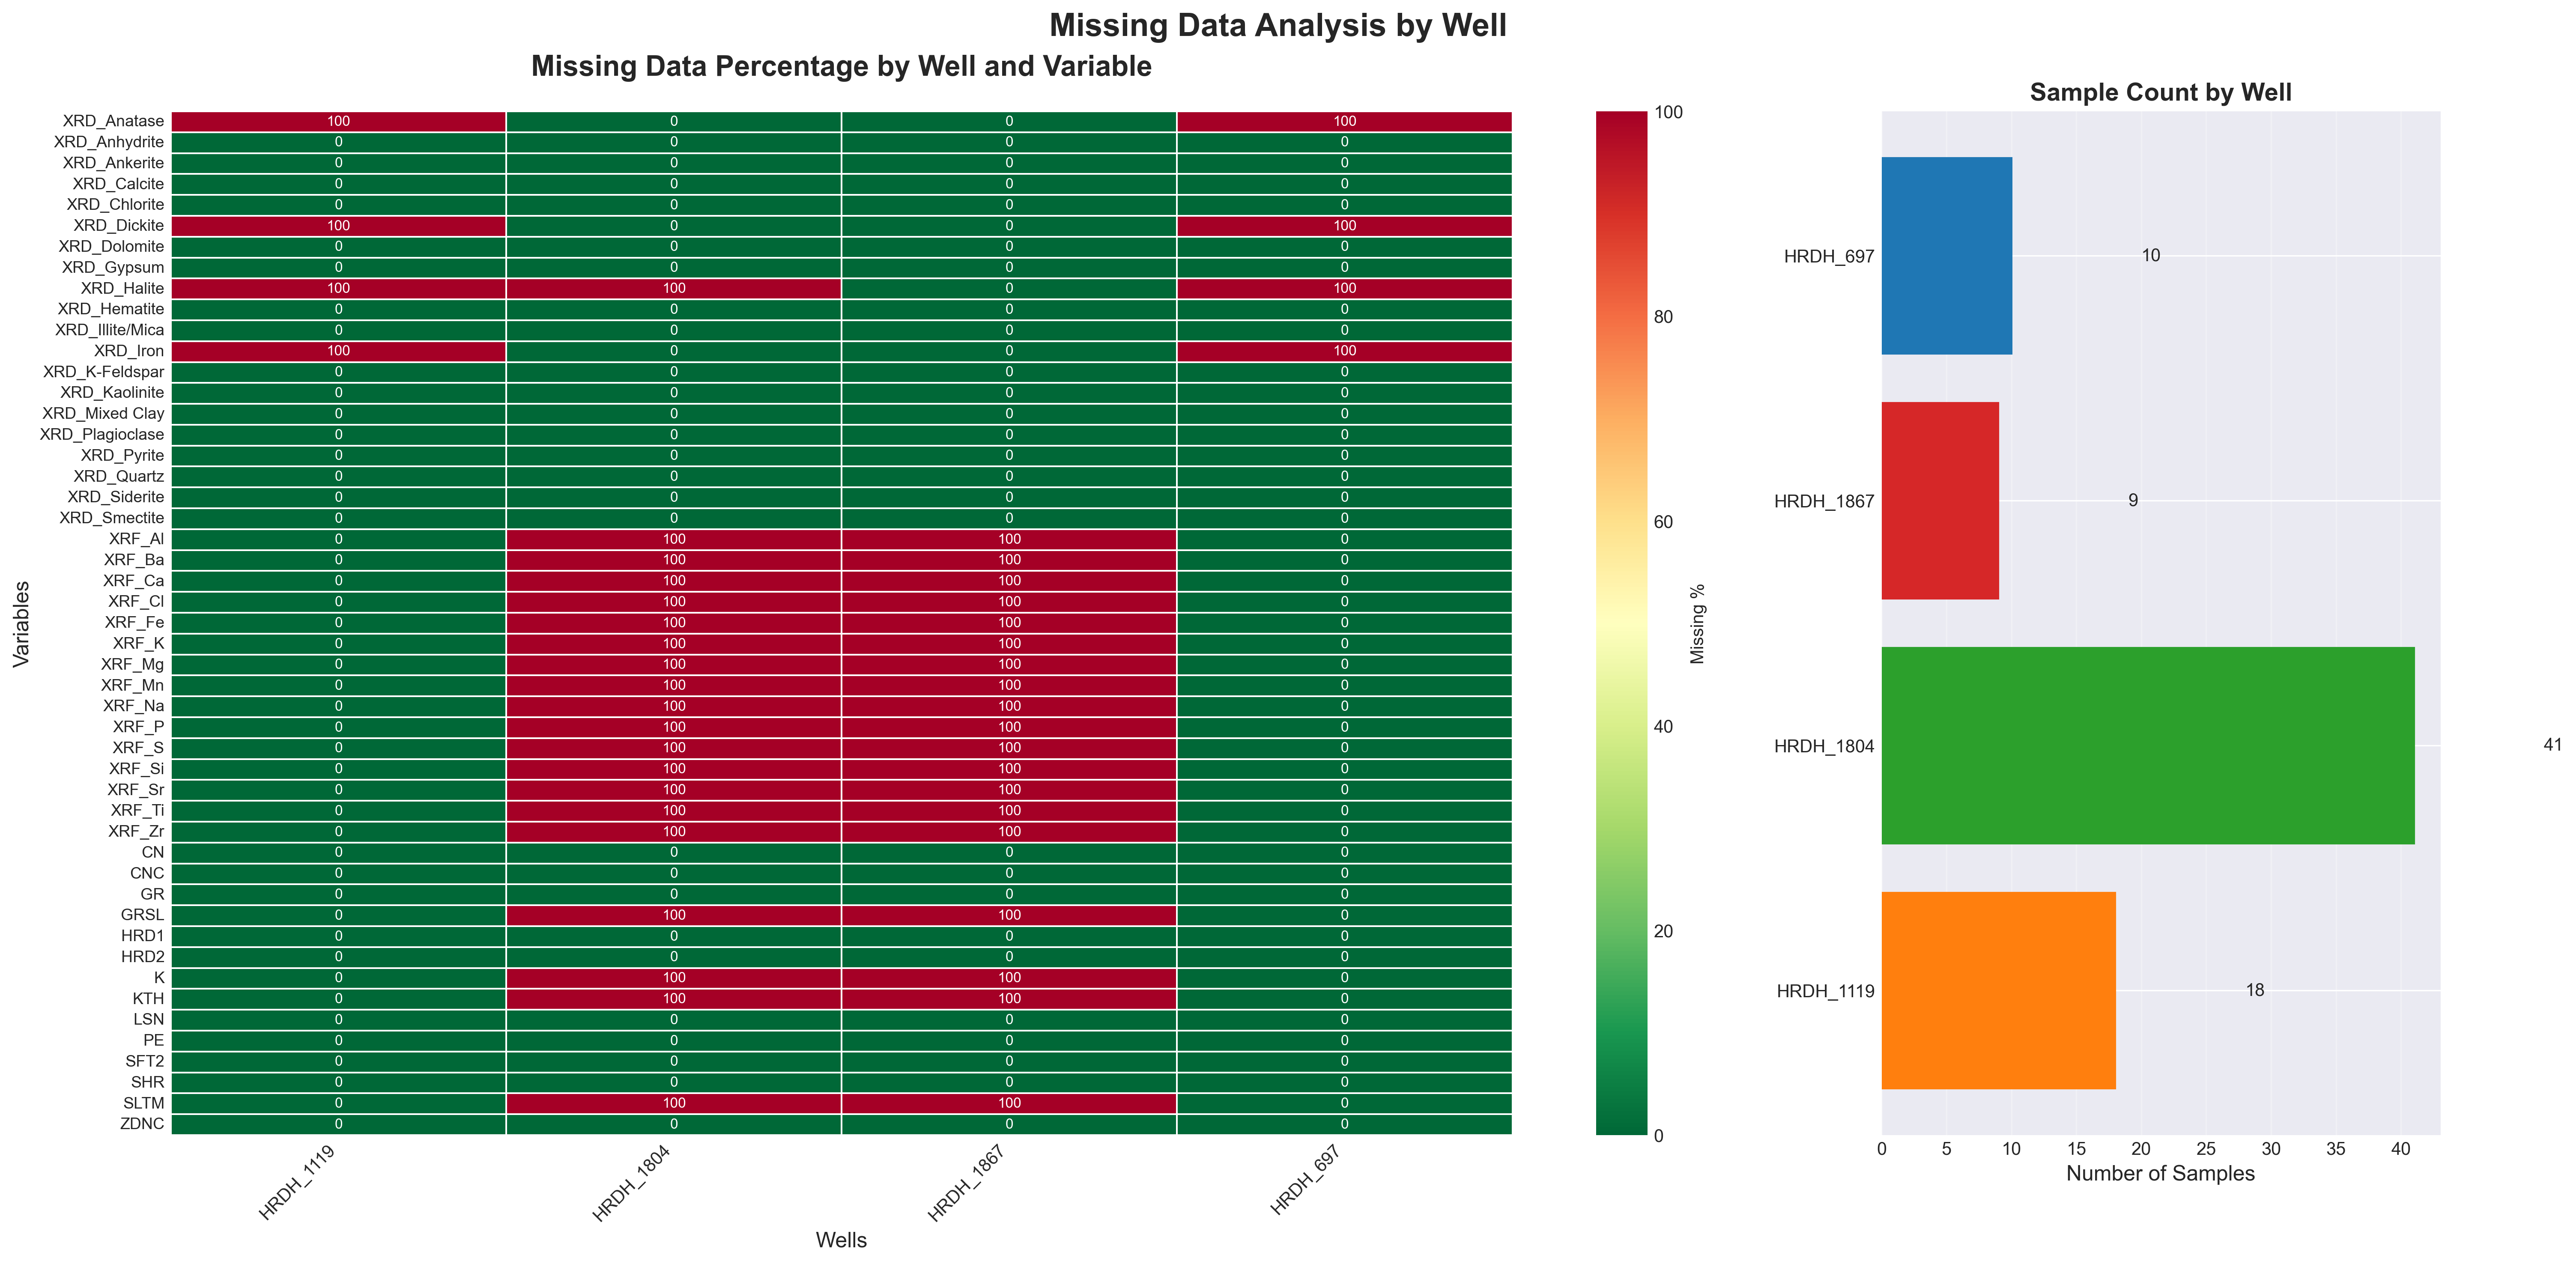 Missing Data Analysis by Well
Missing Data Percentage by Well and Variable
Variables
XRD_Anatase 100 0 0 100
XRD_Anhydrite 0 0 0 0
XRD_Ankerite 0 0 0 0
XRD_Calcite 0 0 0 0
XRD_Chlorite 0 0 0 0
XRD_Dickite 100 0 0 100
XRD_Dolomite 0 0 0 0
XRD_Gypsum 0 0 0 0
XRD_Halite 100 100 0 100
XRD_Hematite 0 0 0 0
XRD_Illite/Mica 0 0 0 0
XRD_Iron 100 0 0 100
XRD_K-Feldspar 0 0 0 0
XRD_Kaolinite 0 0 0 0
XRD_Mixed Clay 0 0 0 0
XRD_Plagioclase 0 0 0 0
XRD_Pyrite 0 0 0 0
XRD_Quartz 0 0 0 0
XRD_Siderite 0 0 0 0
XRD_Smectite 0 0 0 0
XRF_Al 0 100 100 0
XRF_Ba 0 100 100 0
XRF_Ca 0 100 100 0
XRF_Cl 0 100 100 0
XRF_Fe 0 100 100 0
XRF_K 0 100 100 0
XRF_Mg 0 100 100 0
XRF_Mn 0 100 100 0
XRF_Na 0 100 100 0
XRF_P 0 100 100 0
XRF_S 0 100 100 0
XRF_Si 0 100 100 0
XRF_Sr 0 100 100 0
XRF_Ti 0 100 100 0
XRF_Zr 0 100 100 0
CN 0 0 0 0
CNC 0 0 0 0
GR 0 0 0 0
GRSL 0 100 100 0
HRD1 0 0 0 0
HRD2 0 0 0 0
K 0 100 100 0
KTH 0 100 100 0
LSN 0 0 0 0
PE 0 0 0 0
SFT2 0 0 0 0
SHR 0 0 0 0
SLTM 0 100 100 0
ZDNC 0 0 0 0
HRDH_1119 HRDH_1804 HRDH_1867 HRDH_697
Wells
100
80
60
40
20
0
Missing %
Sample Count by Well
HRDH_697 10
HRDH_1867 9
HRDH_1804 41
HRDH_1119 18
0 5 10 15 20 25 30 35 40
Number of Samples